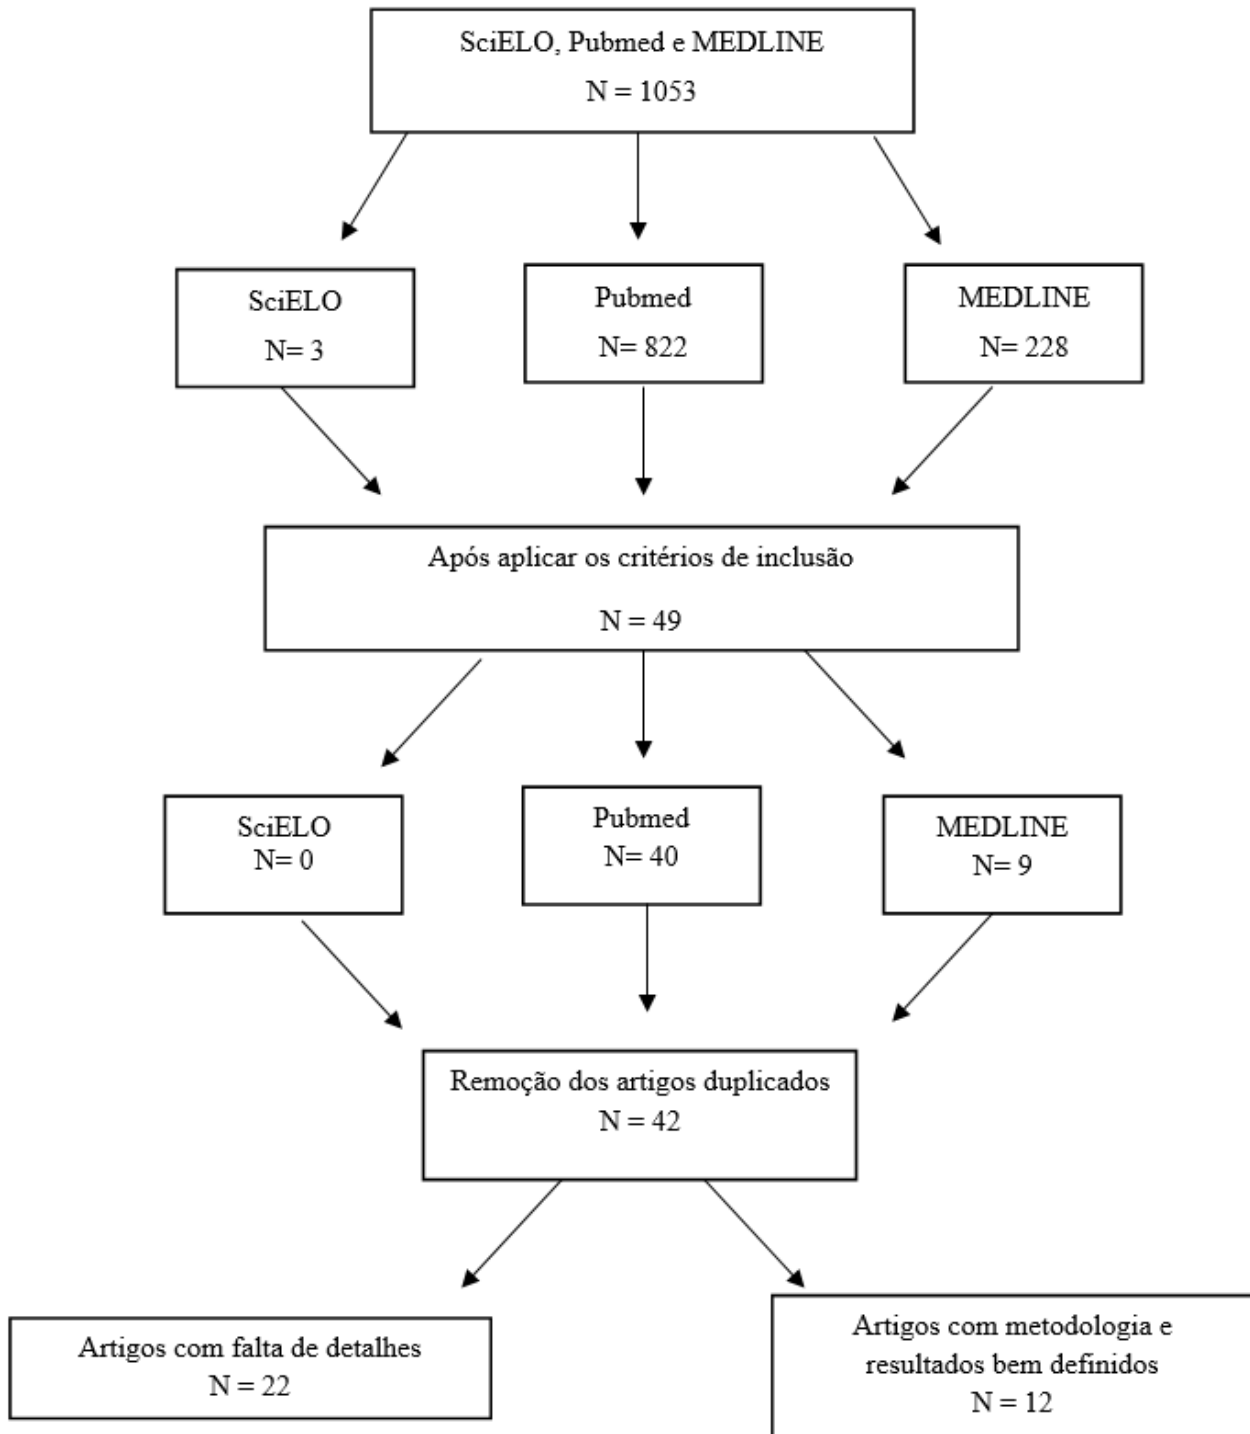 SciELO, Pubmed e MEDLINE
N = 1053
SciELO
N= 3
Pubmed
N= 822
MEDLINE
N= 228
Após aplicar os critérios de inclusão
N = 49
SciELO
N= 0
Pubmed
N= 40
MEDLINE
N= 9
Remoção dos artigos duplicados
N = 42
Artigos com falta de detalhes
N = 22
Artigos com metodologia e
resultados bem definidos
N = 12